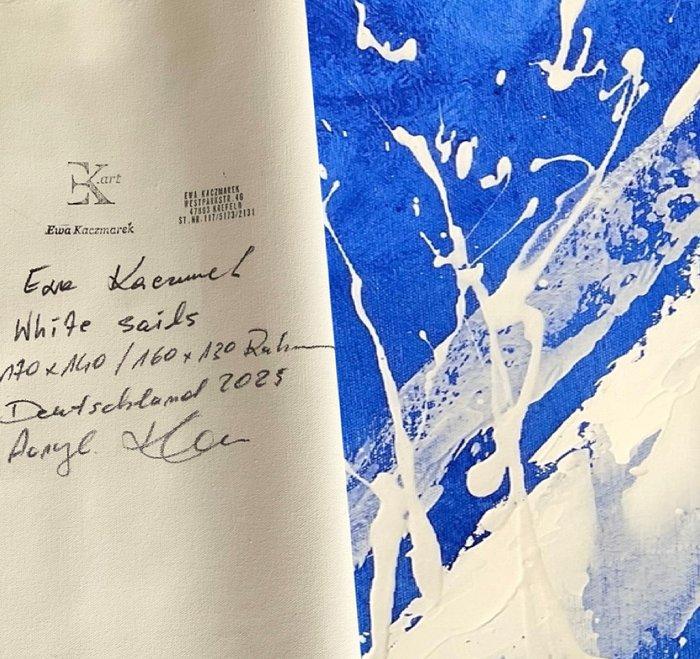 EK art
Ewa Kaczmarek
EWA KACZMAREK
WESTPARKSTR. 46
47803 KREFELD
ST.NR.117/5173/2131
Ewa Kaczmarek
White sails
170 x 140 / 160 x 130 Rahmen
Deutschland 2025
Acryl